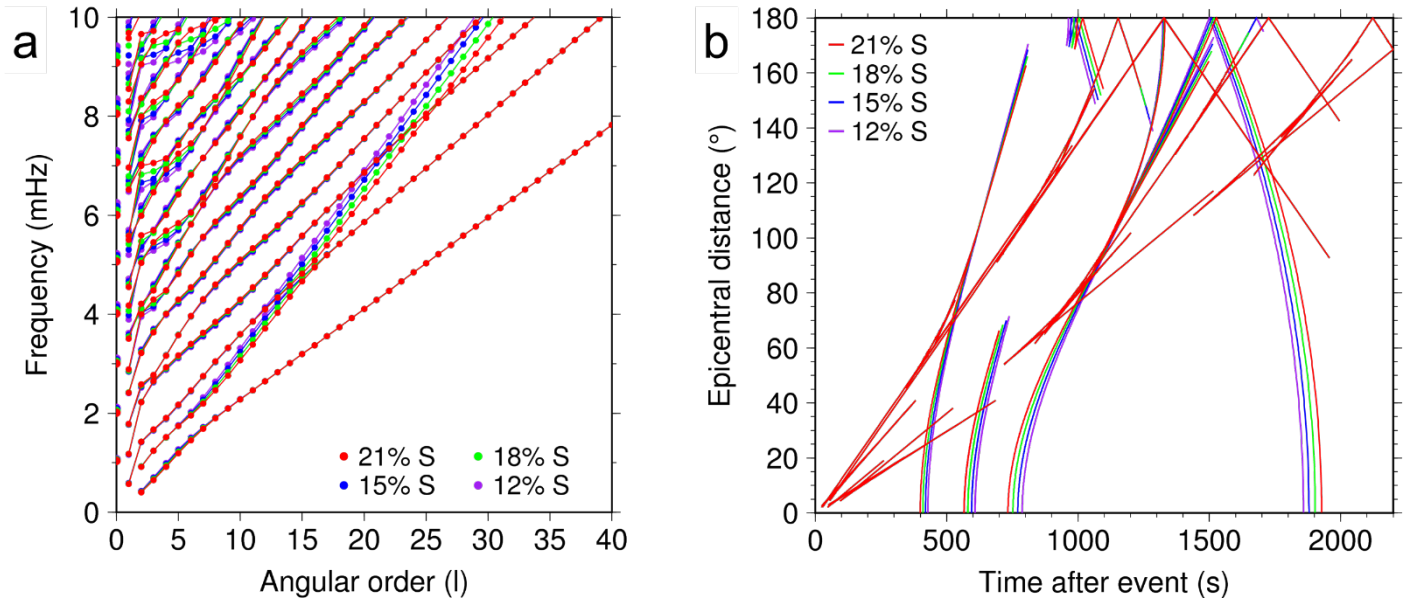 a
Frequency (mHz)
10
8
6
4
2
0
21% S 18% S
15% S 12% S
0 5 10 15 20 25 30 35 40
Angular order (l)
b
Epicentral distance (°)
180
160
140
120
100
80
60
40
20
0
21% S
18% S
15% S
12% S
0 500 1000 1500 2000
Time after event (s)